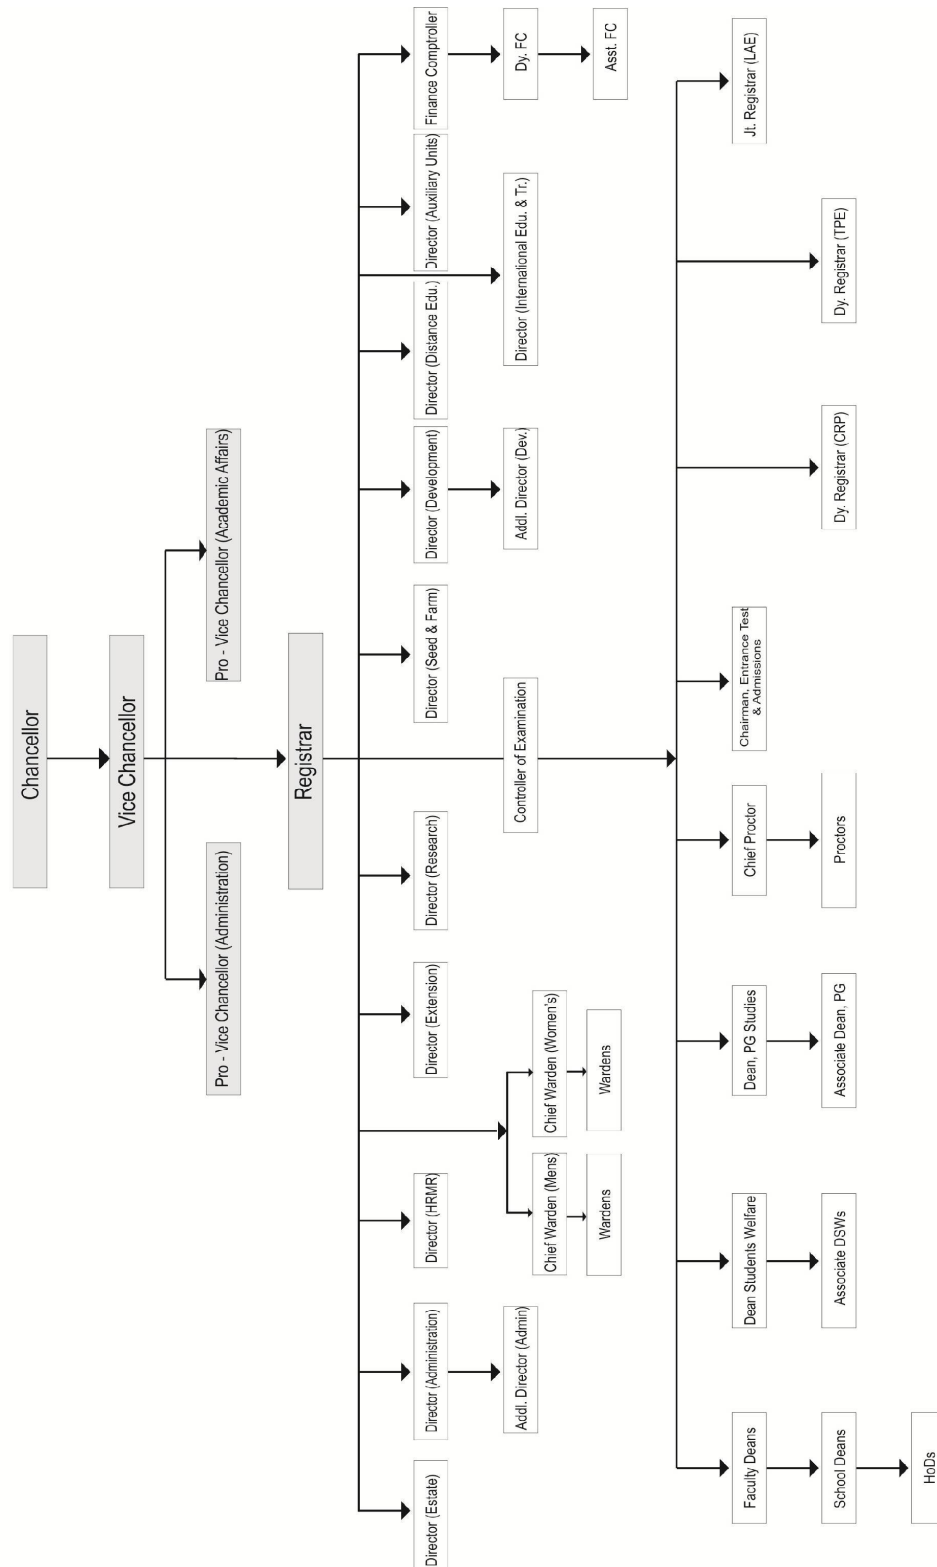 Chancellor
Vice Chancellor
Pro - Vice Chancellor (Administration)
Pro - Vice Chancellor (Academic Affairs)
Registrar
Director (Estate)
Director (Administration)
Director (HRMR)
Director (Extension)
Director (Research)
Director (Seed & Farm)
Director (Development)
Director (Distance Edu.)
Director (Auxiliary Units)
Finance Comptroller
Addl. Director (Admin)
Controller of Examination
Addl. Director (Dev.)
Director (International Edu. & Tr.)
Dy. FC
Chief Warden (Mens)
Chief Warden (Women's)
Wardens
Wardens
Asst. FC
Faculty Deans
Dean Students Welfare
Dean, PG Studies
Chief Proctor
Chairman, Entrance Test
& Admissions
Jt. Registrar (LAE)
School Deans
Associate DSWs
Associale Dean, PG
Proctors
Dy. Registrar (CRP)
Dy. Registrar (TPE)
HoDs